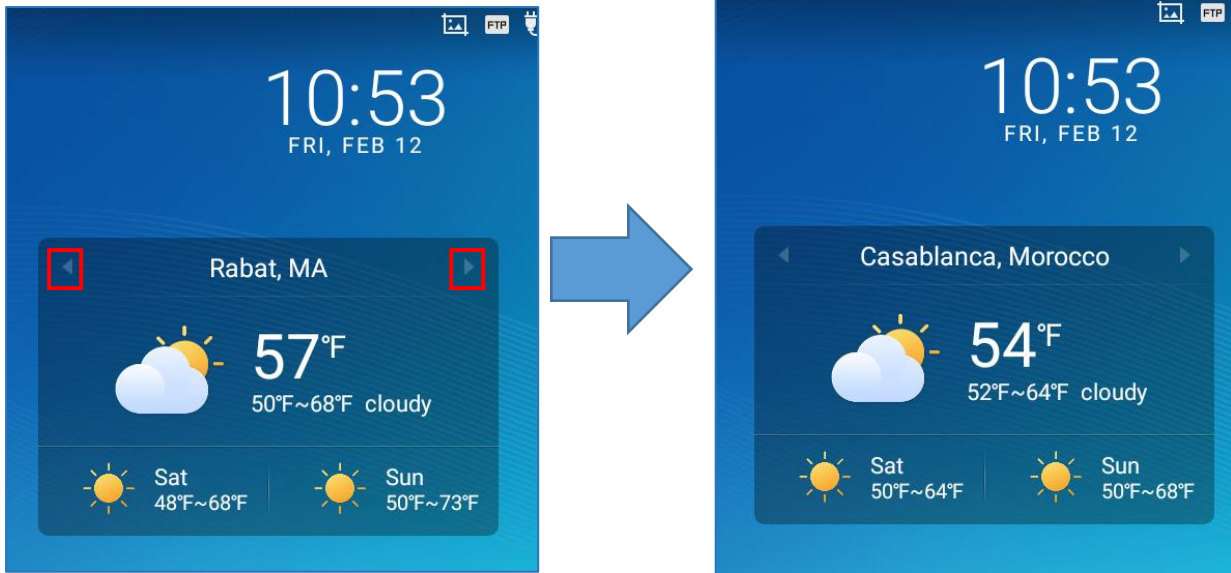 FTP
10:53
FRI, FEB 12
Rabat, MA
57°F
50°F~68°F cloudy
Sat
48°F~68°F
Sun
50°F~73°F
FTP
10:53
FRI, FEB 12
Casablanca, Morocco
54°F
52°F~64°F cloudy
Sat
50°F~64°F
Sun
50°F~68°F